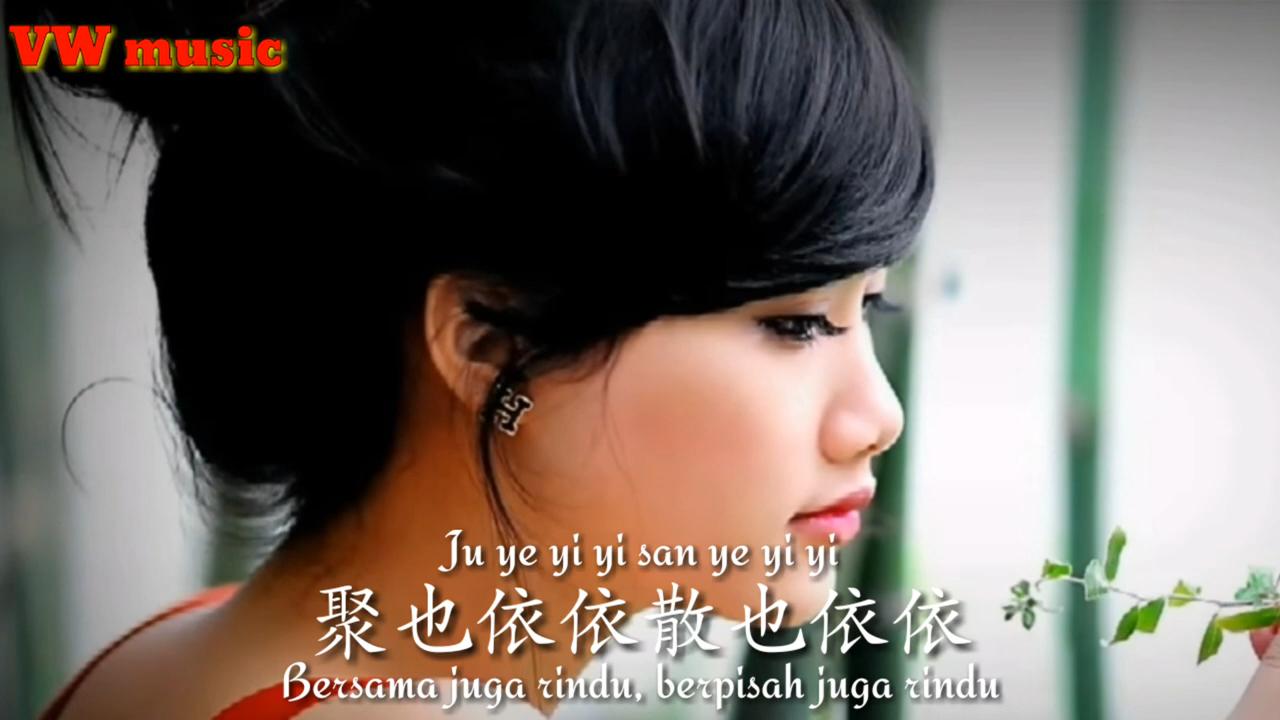 VW music
Ju ye yi yi san ye yi yi
聚也依依散也依依
Bersama juga rindu, berpisah juga rindu